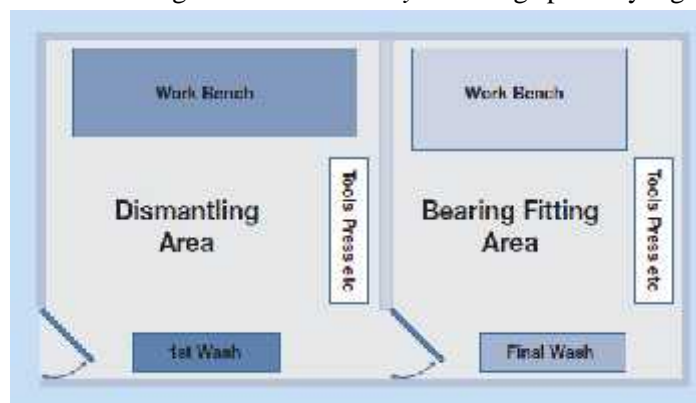 Work Bench
Work Bench
Dismantling
Area
Tools Press etc
Bearing Fitting
Area
Tools Press etc
1st Wash
Final Wash